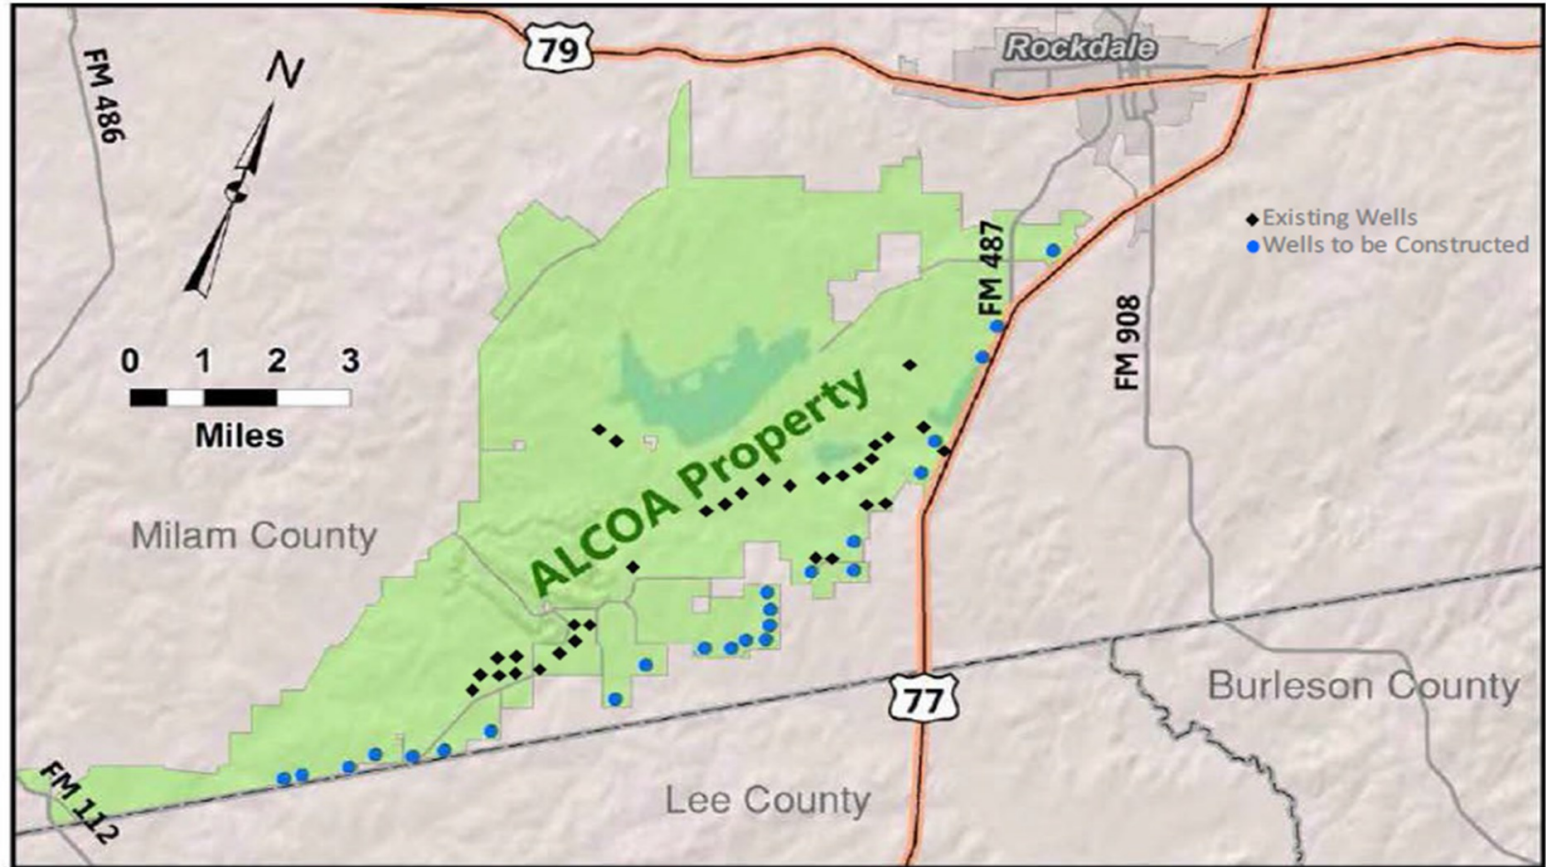 79
Rockdale
FM 486
N
Existing Wells
Wells to be Constructed
FM 487
FM 908
0 1 2 3
Miles
ALCOA Property
Milam County
77
Burleson County
FM 112
Lee County